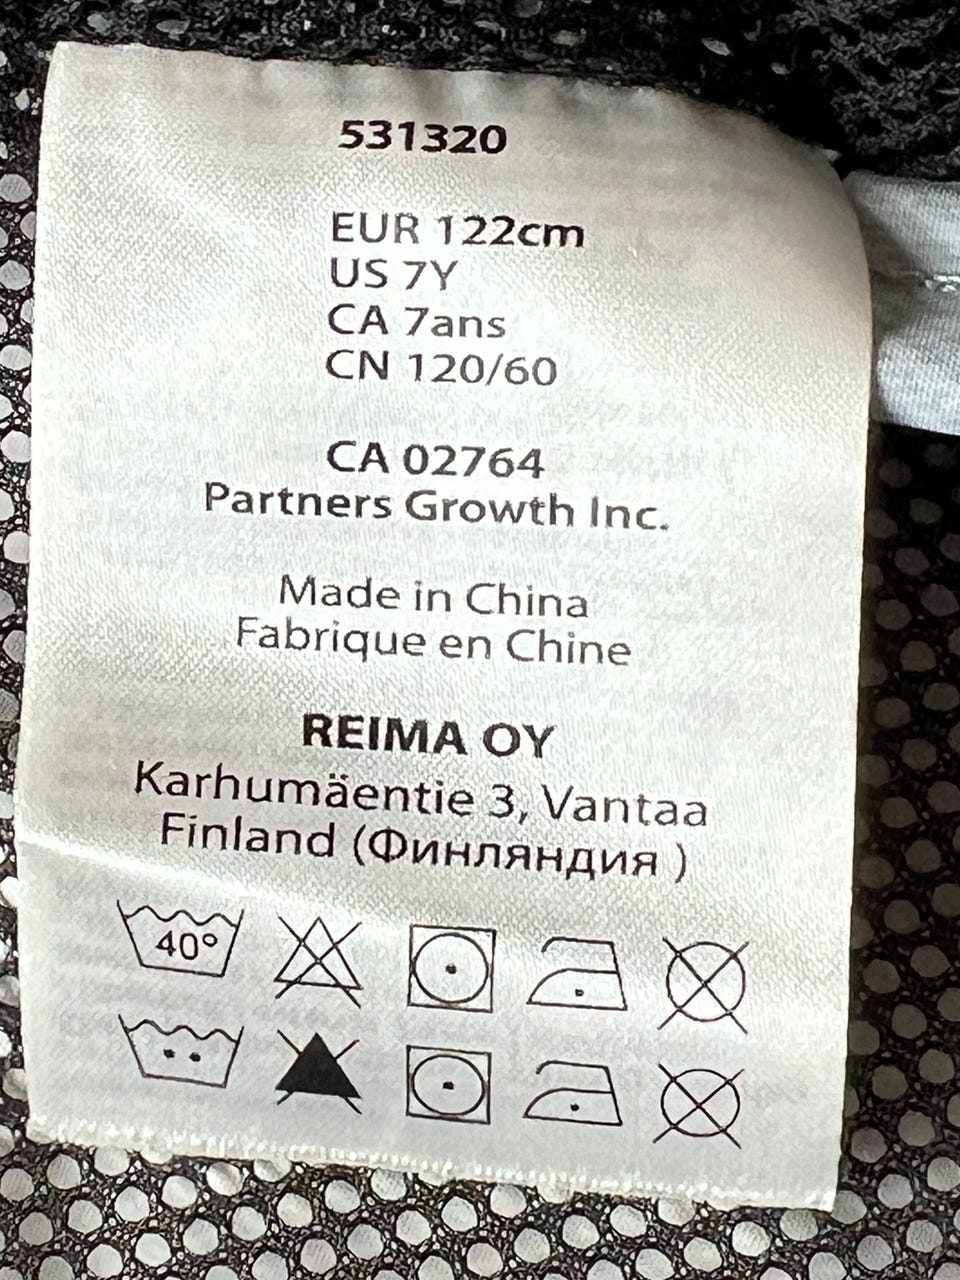 531320
EUR 122cm
US 7Y
CA 7ans
CN 120/60
CA 02764
Partners Growth Inc.
Made in China
Fabrique en Chine
REIMA OY
Karhumäentie 3, Vantaa
Finland (Финляндия )
40°